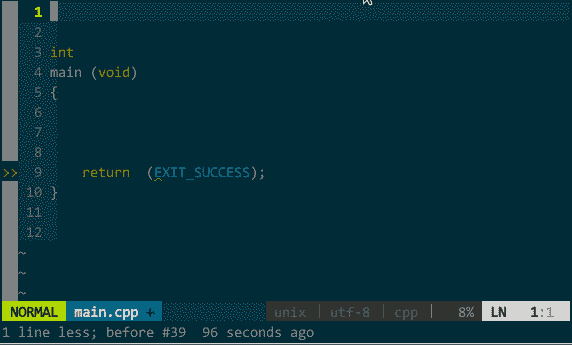 1
2
3 int
4 main (void)
5 {
6
7
8
>> 9 return (EXIT_SUCCESS);
10 }
11
12
~
~
~
NORMAL main.cpp + unix | utf-8 | cpp | 8% LN 1:1
1 line less; before #39 96 seconds ago